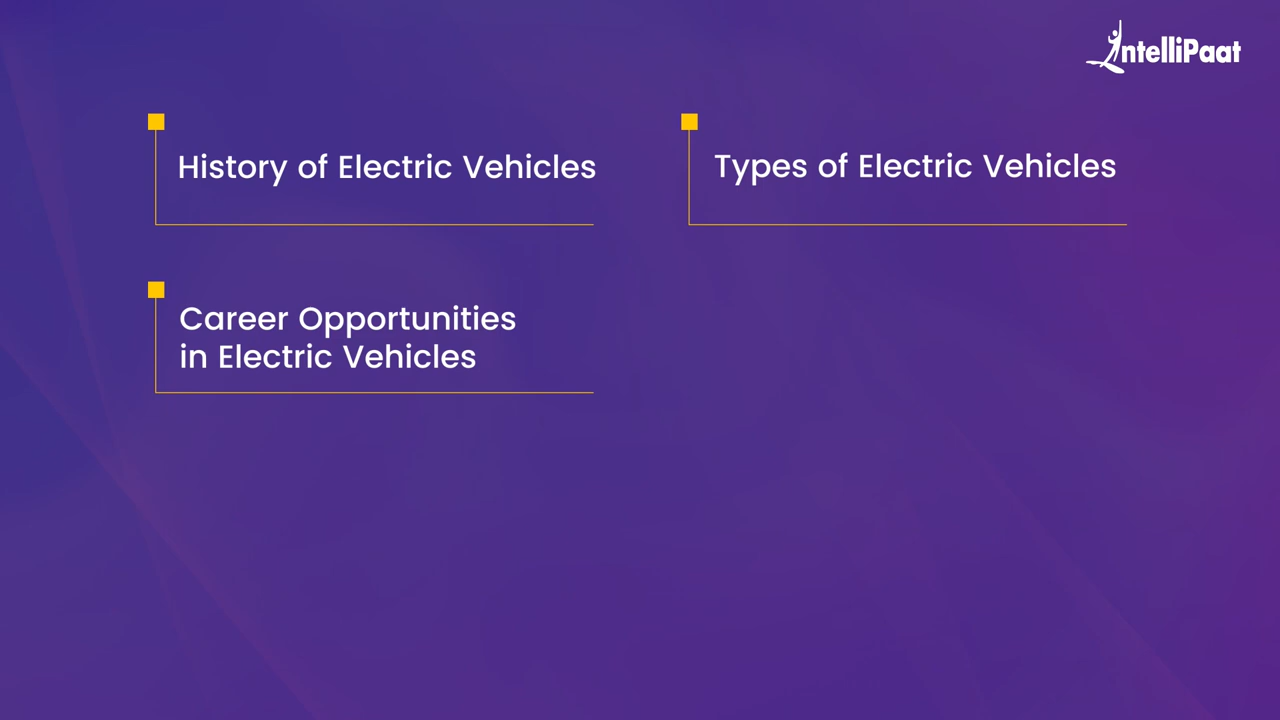 IntelliPaat
History of Electric Vehicles
Types of Electric Vehicles
Career Opportunities
in Electric Vehicles